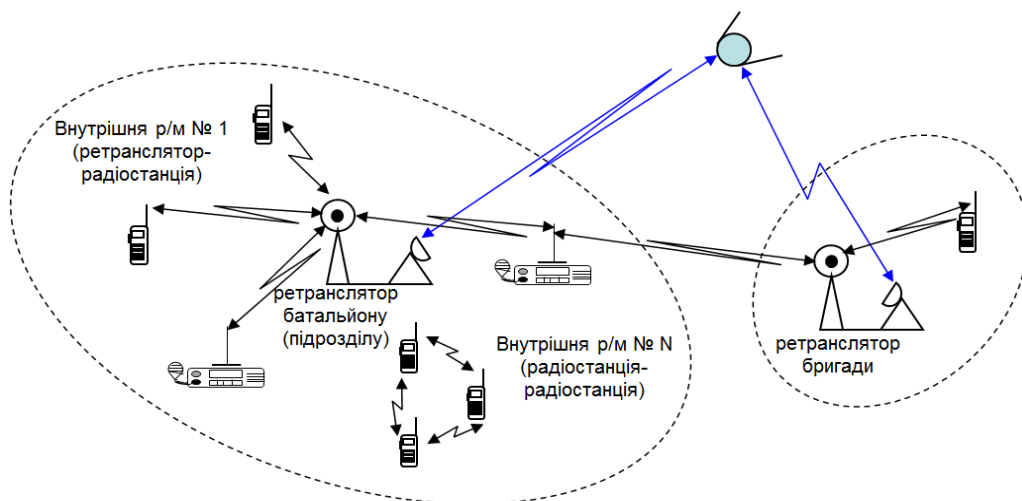 Внутрішня р/м № 1
(ретранслятор-
радіостанція)
ретранслятор
батальйону
(підрозділу)
Внутрішня р/м № N
(радіостанція-
радіостанція)
ретранслятор
бригади